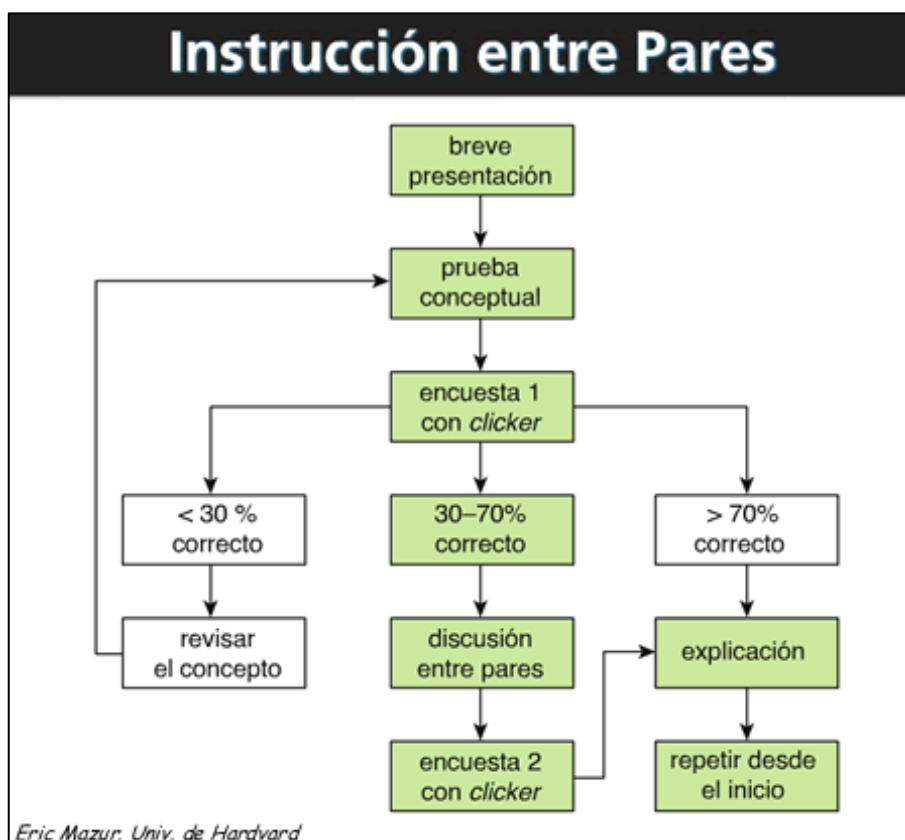 Instrucción entre Pares
breve
presentación
prueba
conceptual
encuesta 1
con clicker
< 30 %
correcto
30–70%
correcto
> 70%
correcto
revisar
el concepto
discusión
entre pares
explicación
encuesta 2
con clicker
repetir desde
el inicio
Eric Mazur, Univ. de Hardvard